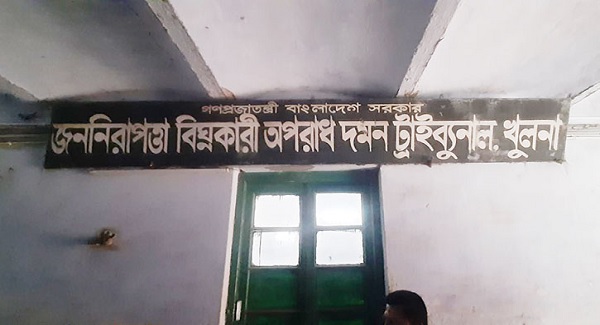 গণপ্রজাতন্ত্রী বাংলাদেশ সরকার
জননিরাপত্তা বিঘ্নকারী অপরাধ দমন ট্রাইব্যুনাল, খুলনা